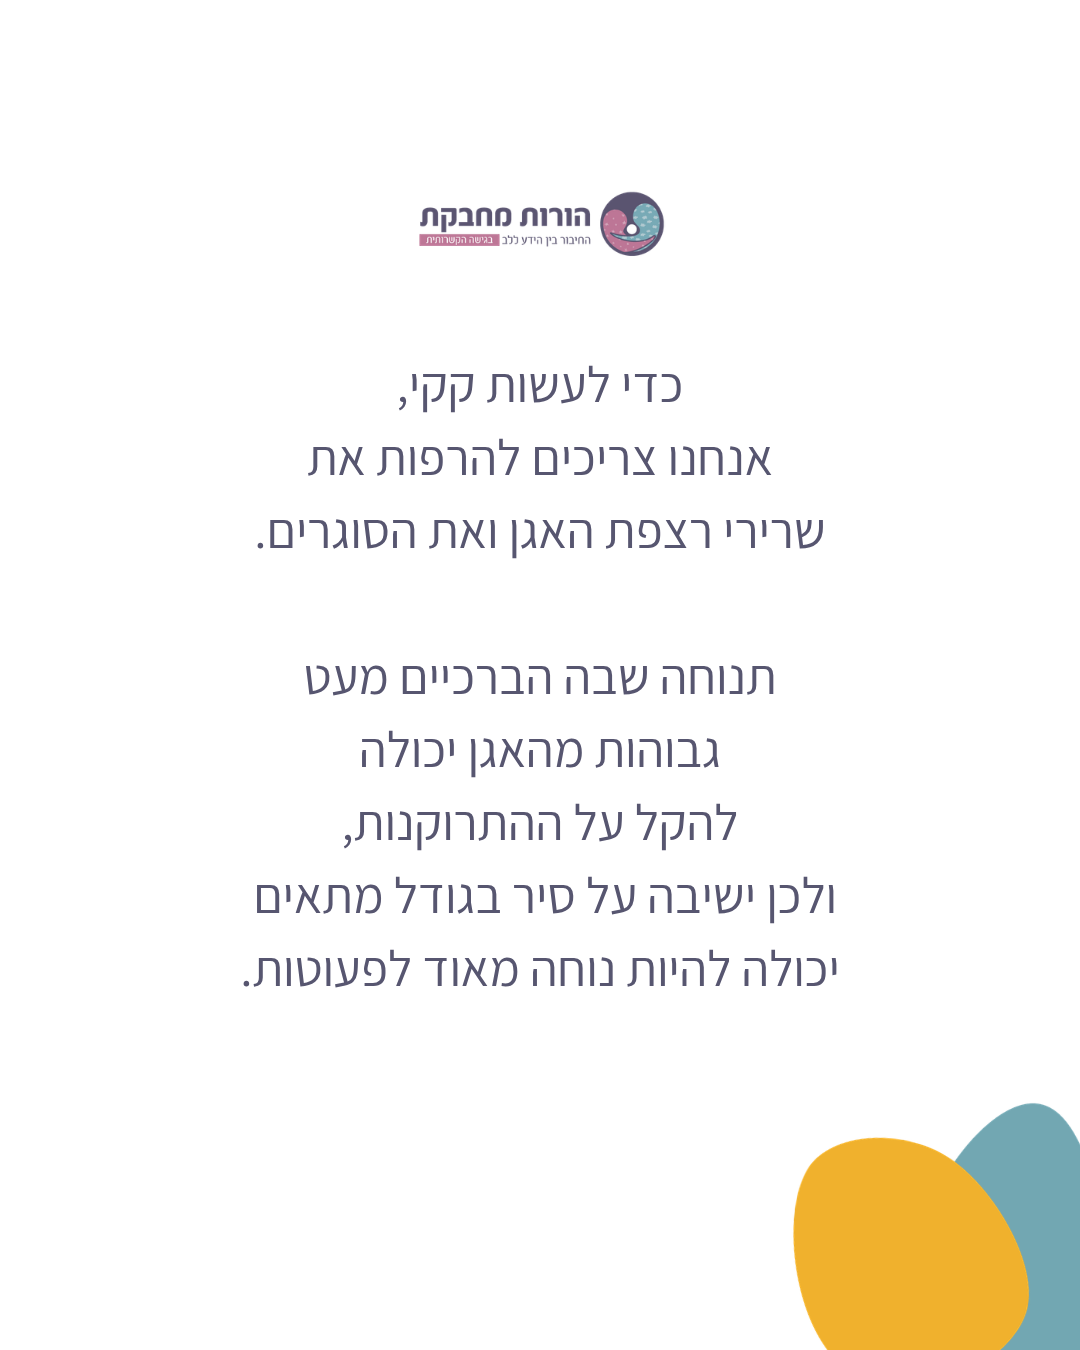 הורות מחבקת
החיבור בין הידע ללב בגישה הקשרותית
כדי לעשות קקי,
אנחנו צריכים להרפות את
שרירי רצפת האגן ואת הסוגרים.
תנוחה שבה הברכיים מעט
גבוהות מהאגן יכולה
להקל על ההתרוקנות,
ולכן ישיבה על סיר בגודל מתאים
יכולה להיות נוחה מאוד לפעוטות.